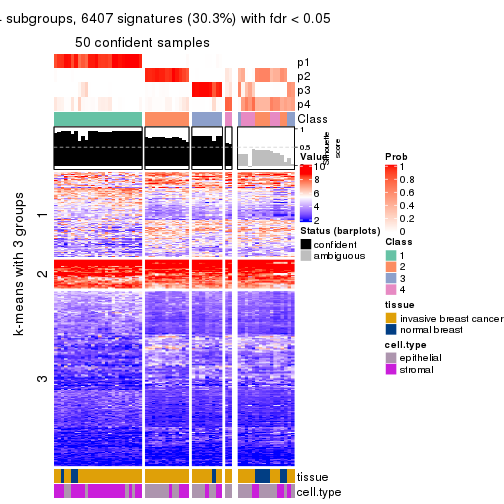 subgroups, 6407 signatures (30.3%) with fdr < 0.05
50 confident samples
p1
p2
p3
p4
Class
1
0.5
0
Silhouette
score
k-means with 3 groups
1
2
3
tissue
cell.type
Value
10
8
6
4
2
Status (barplots)
confident
ambiguous
Prob
1
0.8
0.6
0.4
0.2
0
Class
1
2
3
4
tissue
invasive breast cancer
normal breast
cell.type
epithelial
stromal